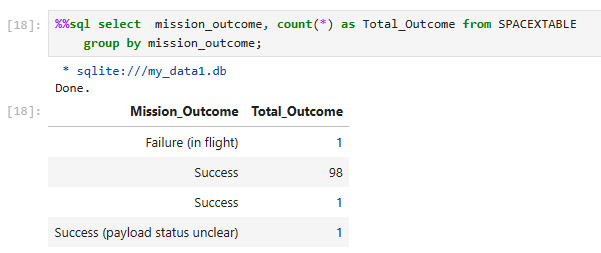 [18]: %%sql select  mission_outcome, count(*) as Total_Outcome from SPACEXTABLE
group by mission_outcome;
* sqlite:///my_data1.db
Done.
[18]: Mission_Outcome Total_Outcome
Failure (in flight) 1
Success 98
Success 1
Success (payload status unclear) 1